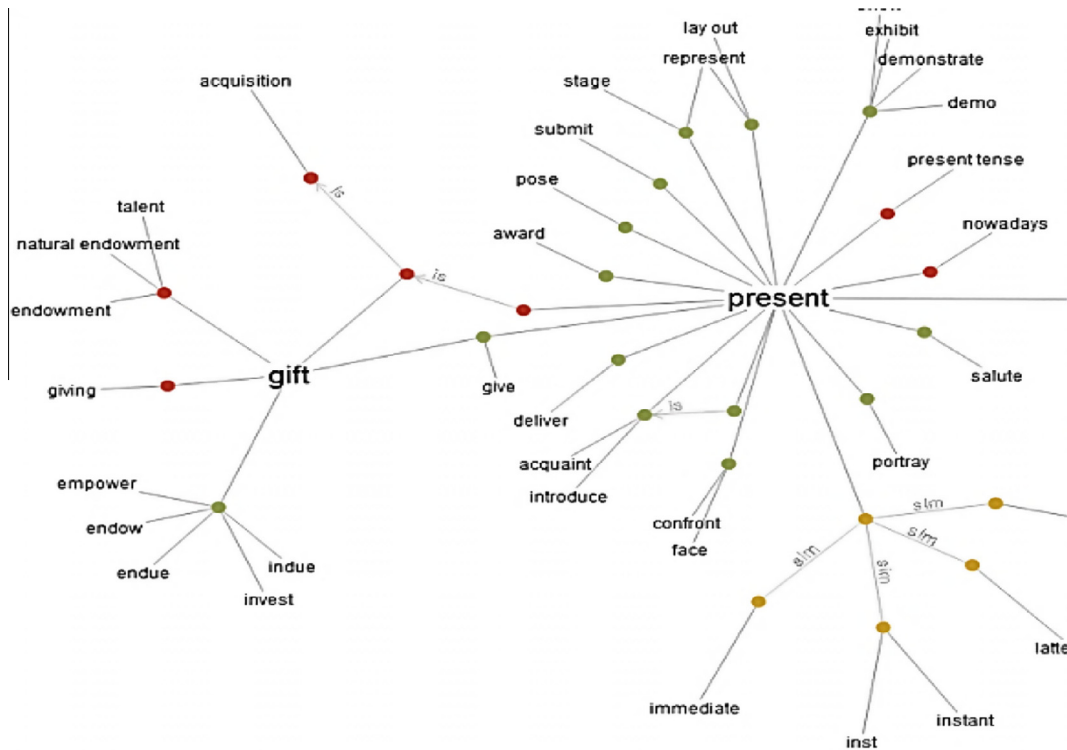 lay out
exhibit
represent
demonstrate
acquisition
stage
demo
submit
present tense
pose
is
talent
nowadays
natural endowment
award
is
present
endowment
gift
salute
giving
give
is
deliver
acquaint
portray
introduce
empower
confront
sim
endow
face
sim
sim
sim
endue
indue
invest
latte
immediate
instant
inst